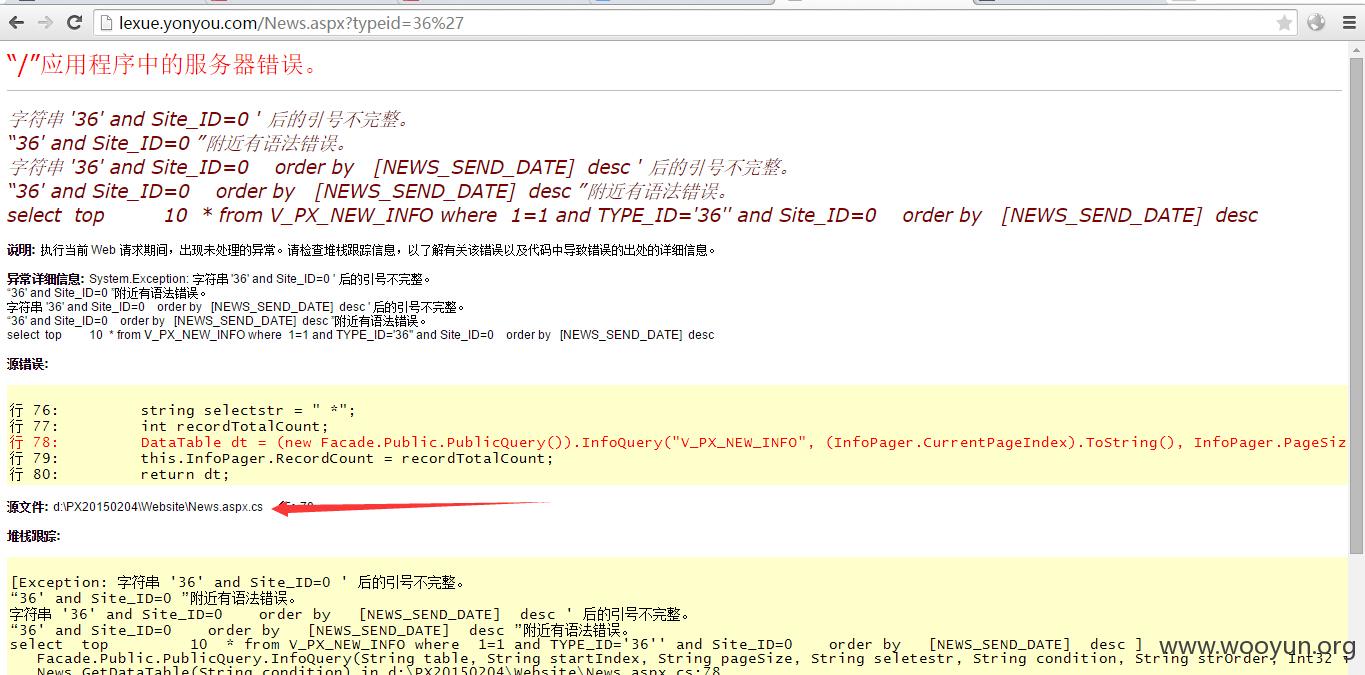 lexue.yonyou.com/News.aspx?typeid=36%27
“/”应用程序中的服务器错误。
字符串 '36' and Site_ID=0 ' 后的引号不完整。
“36' and Site_ID=0 ”附近有语法错误。
字符串 '36' and Site_ID=0 order by [NEWS_SEND_DATE] desc ' 后的引号不完整。
“36' and Site_ID=0 order by [NEWS_SEND_DATE] desc ”附近有语法错误。
select top 10 * from V_PX_NEW_INFO where 1=1 and TYPE_ID='36'' and Site_ID=0 order by [NEWS_SEND_DATE] desc
说明: 执行当前 Web 请求期间，出现未处理的异常。请检查堆栈跟踪信息，以了解有关该错误以及代码中导致错误的出处的详细信息。
异常详细信息: System.Exception: 字符串 '36' and Site_ID=0 ' 后的引号不完整。
“36' and Site_ID=0 ”附近有语法错误。
字符串 '36' and Site_ID=0 order by [NEWS_SEND_DATE] desc ' 后的引号不完整。
“36' and Site_ID=0 order by [NEWS_SEND_DATE] desc ”附近有语法错误。
select top 10 * from V_PX_NEW_INFO where 1=1 and TYPE_ID='36'' and Site_ID=0 order by [NEWS_SEND_DATE] desc
源错误:
行 76: string selectstr = " *";
行 77: int recordTotalCount;
行 78: DataTable dt = (new Facade.Public.PublicQuery()).InfoQuery("V_PX_NEW_INFO", (InfoPager.CurrentPageIndex).ToString(), InfoPager.PageSiz
行 79: this.InfoPager.RecordCount = recordTotalCount;
行 80: return dt;
源文件: d:\PX20150204\Website\News.aspx.cs 行: 78
堆栈跟踪:
[Exception: 字符串 '36' and Site_ID=0 ' 后的引号不完整。
“36' and Site_ID=0 ”附近有语法错误。
字符串 '36' and Site_ID=0 order by [NEWS_SEND_DATE] desc ' 后的引号不完整。
“36' and Site_ID=0 order by [NEWS_SEND_DATE] desc ”附近有语法错误。
select top 10 * from V_PX_NEW_INFO where 1=1 and TYPE_ID='36'' and Site_ID=0 order by [NEWS_SEND_DATE] desc ]
Facade.Public.PublicQuery.InfoQuery(String table, String startIndex, String pageSize, String seletestr, String condition, String strOrder, Int32
News.GetDataTable(String condition) in d:\PX20150204\Website\News.aspx.cs:78
www.wooyun.org